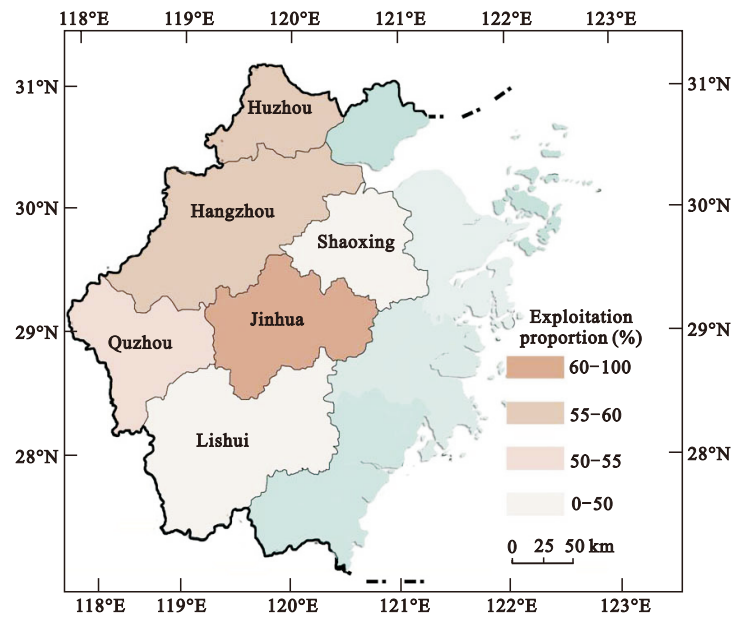 118°E 119°E 120°E 121°E 122°E 123°E
31°N 31°N
Huzhou
30°N 30°N
Hangzhou
Shaoxing
Jinhua
29°N 29°N
Quzhou
Exploitation
proportion (%)
60-100
55-60
Lishui
28°N 28°N
50-55
0-50
0 25 50 km
118°E 119°E 120°E 121°E 122°E 123°E